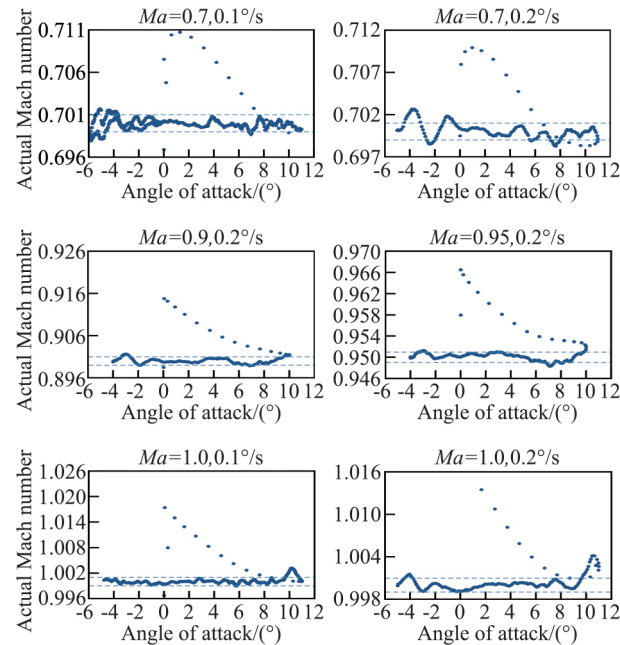 Ma=0.7,0.1°/s
Actual Mach number
0.711
0.706
0.701
0.696
-6 -4 -2 0 2 4 6 8 10 12
Angle of attack/(°)
Ma=0.7,0.2°/s
0.712
0.707
0.702
0.697
-6 -4 -2 0 2 4 6 8 10 12
Angle of attack/(°)
Ma=0.9,0.2°/s
Actual Mach number
0.926
0.916
0.906
0.896
-6 -4 -2 0 2 4 6 8 10 12
Angle of attack/(°)
Ma=0.95,0.2°/s
0.970
0.966
0.962
0.958
0.954
0.950
0.946
-6 -4 -2 0 2 4 6 8 10 12
Angle of attack/(°)
Ma=1.0,0.1°/s
Actual Mach number
1.026
1.020
1.014
1.008
1.002
0.996
-6 -4 -2 0 2 4 6 8 10 12
Angle of attack/(°)
Ma=1.0,0.2°/s
1.016
1.010
1.004
0.998
-6 -4 -2 0 2 4 6 8 10 12
Angle of attack/(°)